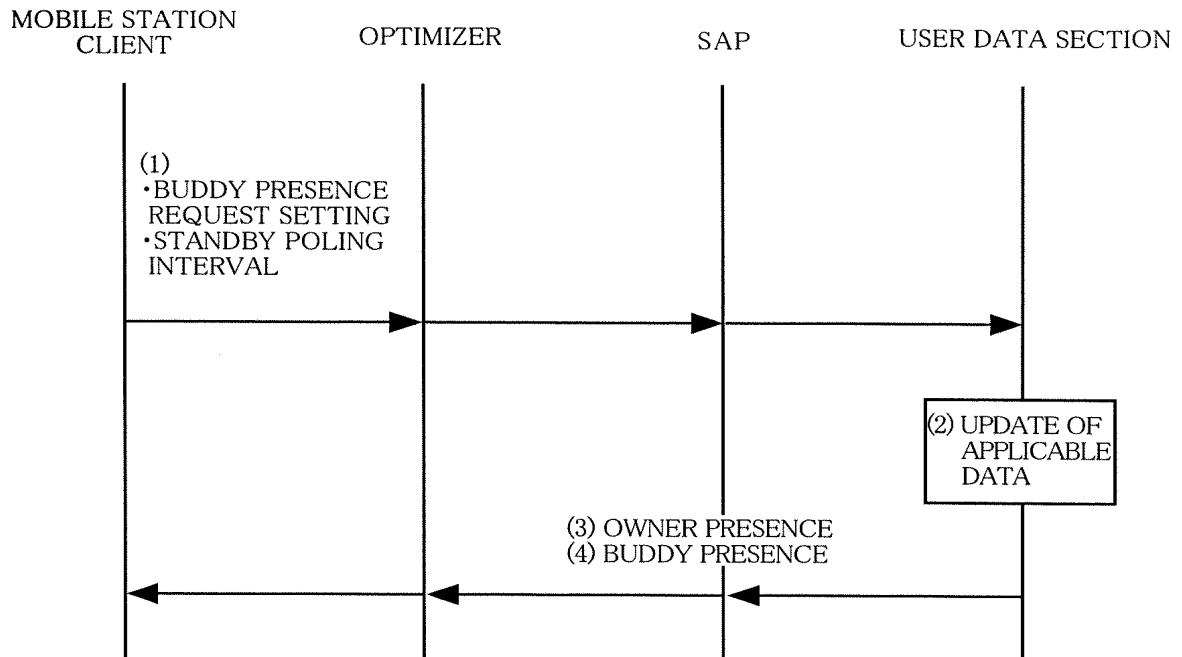 MOBILE STATION
CLIENT
OPTIMIZER
SAP
USER DATA SECTION
(1)
•BUDDY PRESENCE
REQUEST SETTING
•STANDBY POLING
INTERVAL
(2) UPDATE OF
APPLICABLE
DATA
(3) OWNER PRESENCE
(4) BUDDY PRESENCE